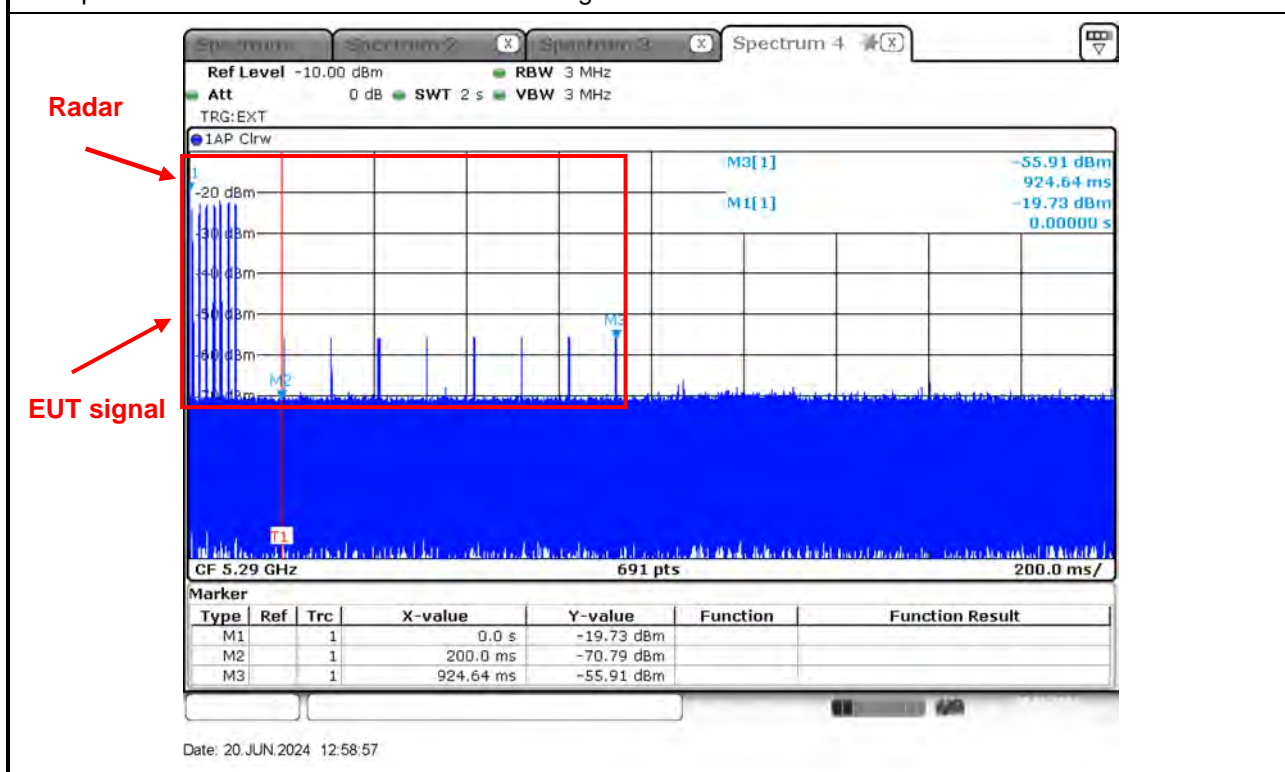 Spectrum 4
Ref Level -10.00 dBm RBW 3 MHz
Att 0 dB SWT 2 s VBW 3 MHz
TRG:EXT
1AP Clrw
Radar
EUT signal
M3[1] -55.91 dBm
924.64 ms
M1[1] -19.73 dBm
0.00000 s
-20 dBm
-30 dBm
-40 dBm
-50 dBm
-60 dBm
-70 dBm
M3
M2
T1
CF 5.29 GHz 691 pts 200.0 ms/
Marker
Type Ref Trc X-value Y-value Function Function Result
M1 1 0.0 s -19.73 dBm
M2 1 200.0 ms -70.79 dBm
M3 1 924.64 ms -55.91 dBm
Date: 20.JUN.2024 12:58:57